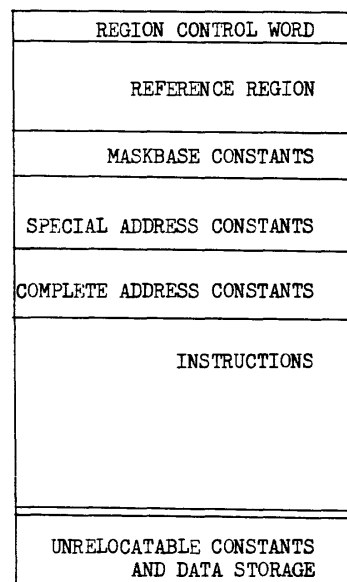 REGION CONTROL WORD
REFERENCE REGION
MASKBASE CONSTANTS
SPECIAL ADDRESS CONSTANTS
COMPLETE ADDRESS CONSTANTS
INSTRUCTIONS
UNRELOCATABLE CONSTANTS
AND DATA STORAGE